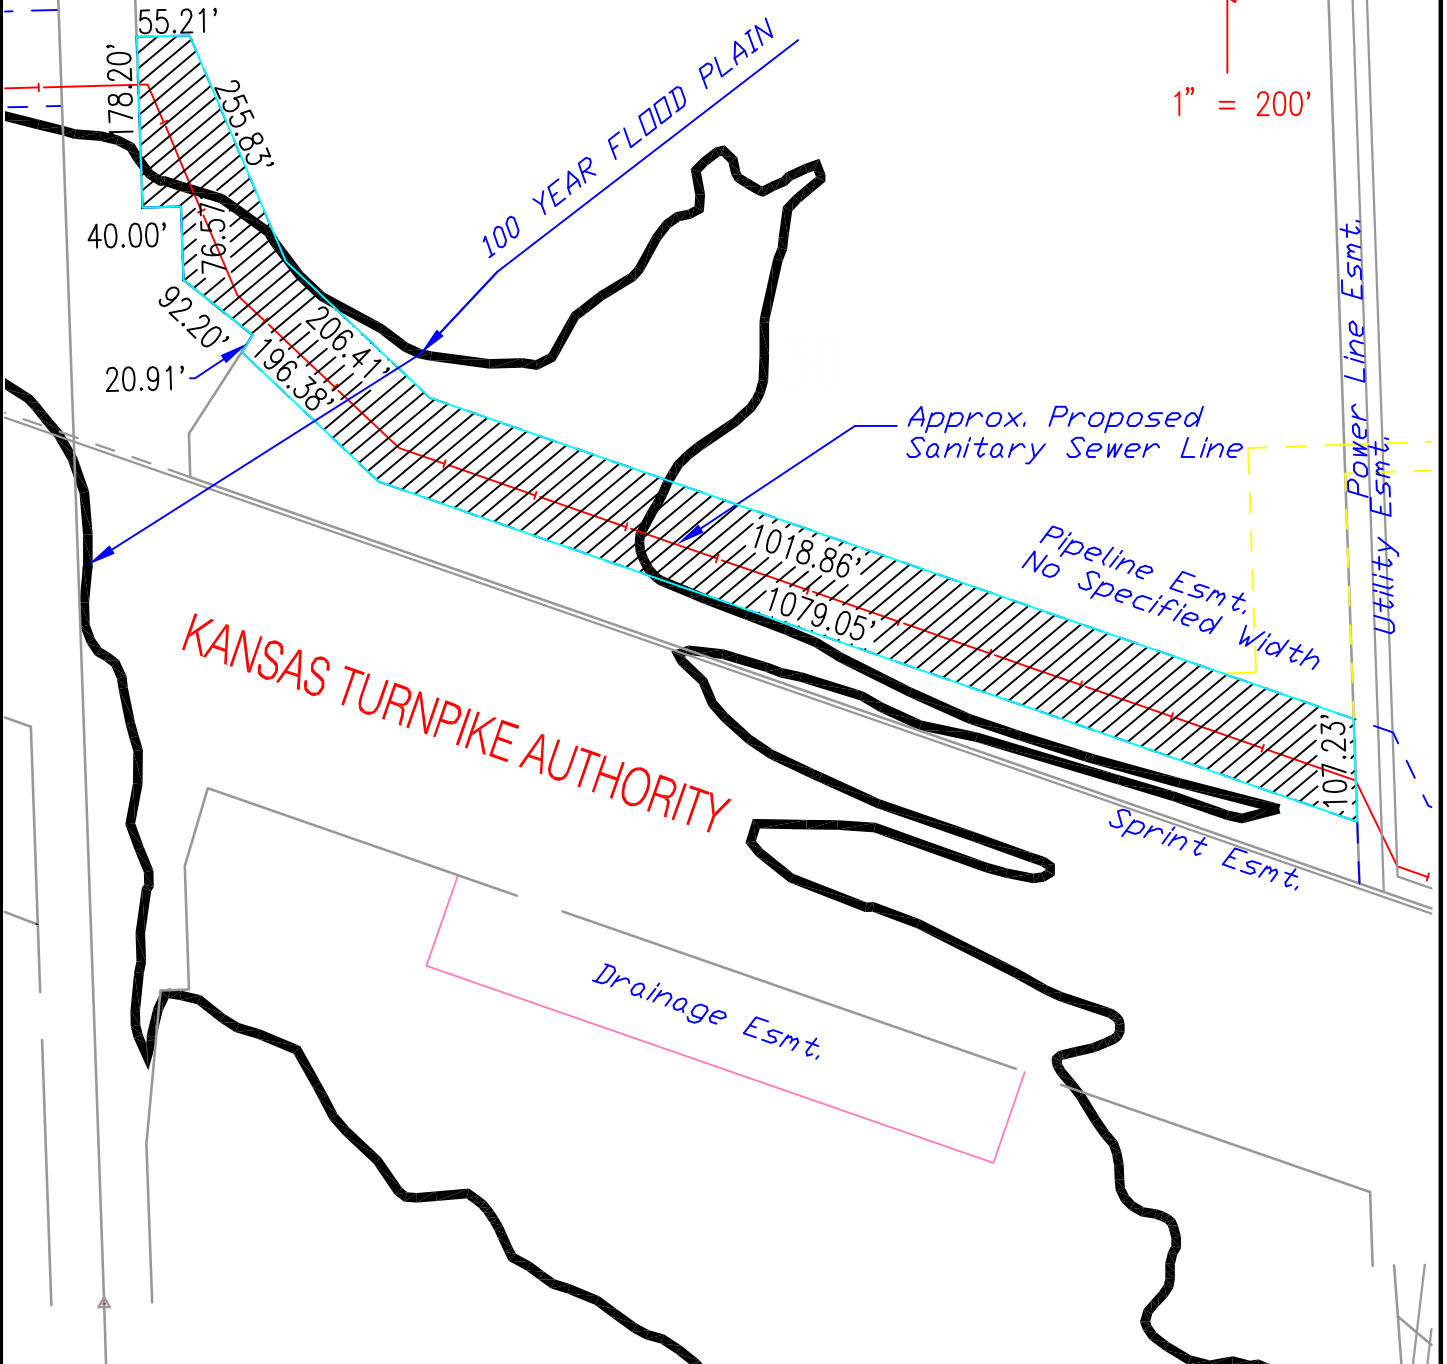 55.21'
178.20'
255.83'
100 YEAR FLOOD PLAIN
1" = 200'
40.00'
76.57'
92.20'
206.41'
20.91'
196.38'
Approx. Proposed
Sanitary Sewer Line
Power Line Esmt.
Utility Esmt.
1018.86'
1079.05'
Pipeline Esmt.
No Specified Width
KANSAS TURNPIKE AUTHORITY
107.23'
Sprint Esmt.
Drainage Esmt.